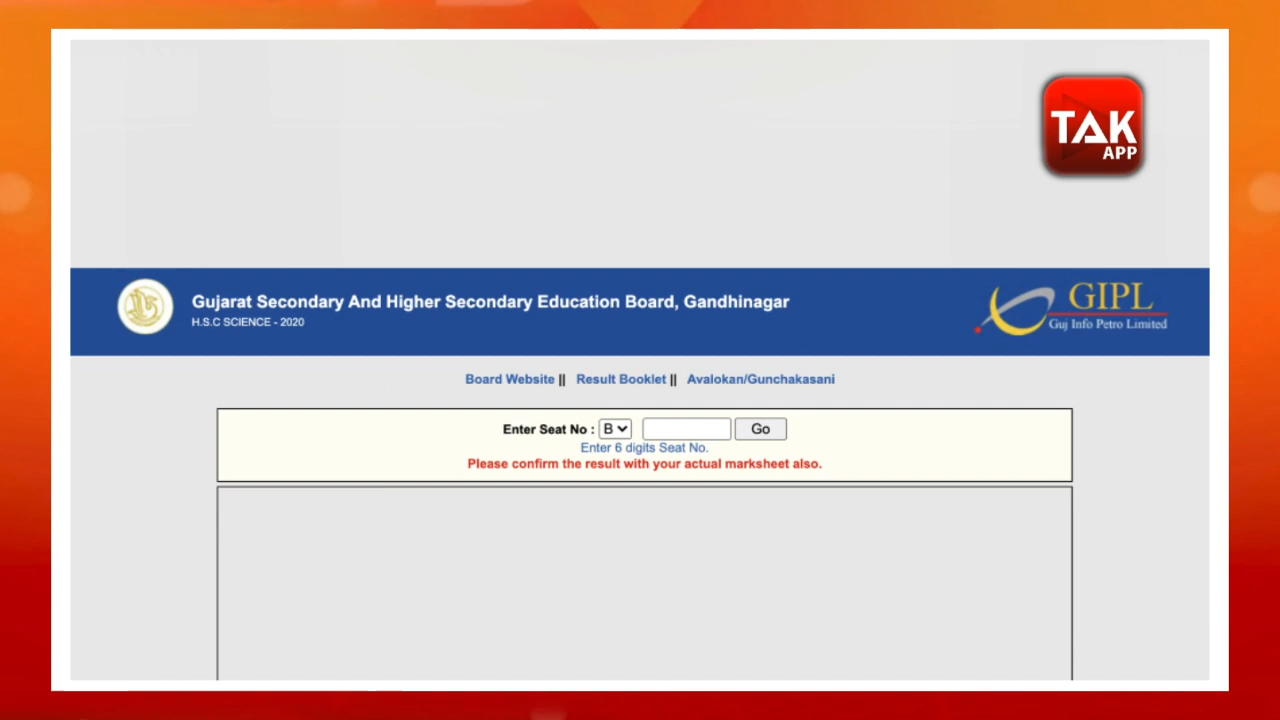 TAK
APP
Gujarat Secondary And Higher Secondary Education Board, Gandhinagar
H.S.C SCIENCE - 2020
GIPL
Guj Info Petro Limited
Board Website || Result Booklet || Avalokan/Gunchakasani
Enter Seat No : B Go
Enter 6 digits Seat No.
Please confirm the result with your actual marksheet also.